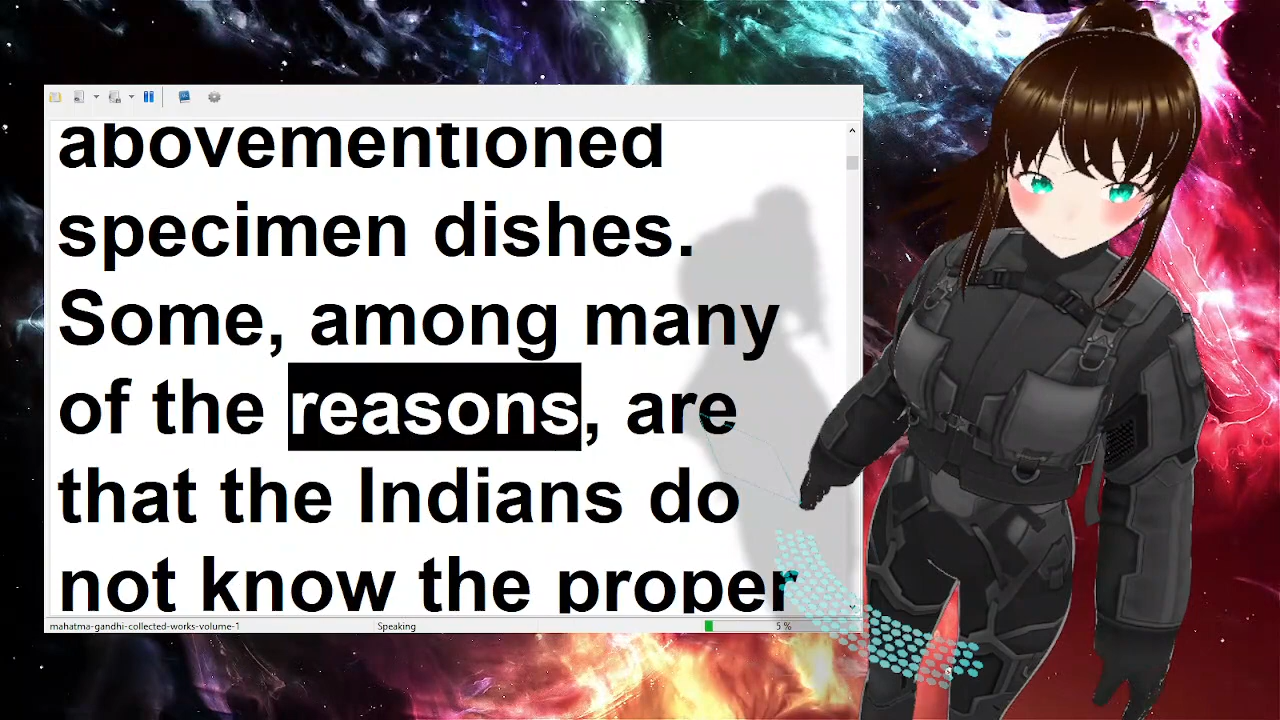 abovementioned
specimen dishes.
Some, among many
of the reasons, are
that the Indians do
not know the proper
mahatma-gandhi-collected-works-volume-1 Speaking 5 %